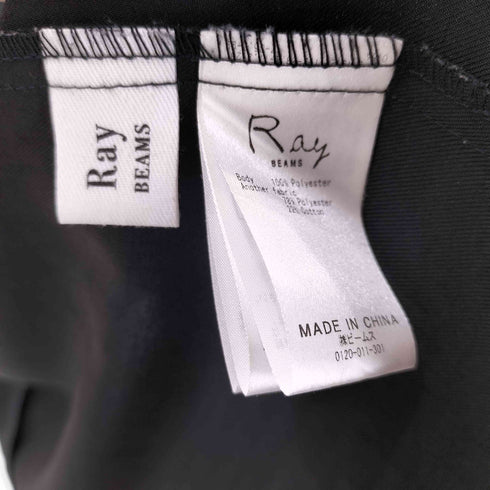 Ray
BEAMS
Ray
BEAMS
Body 100% Polyester
Another fabric
78% Polyester
22% Cotton
MADE IN CHINA
㈱ビームス
0120-011-301